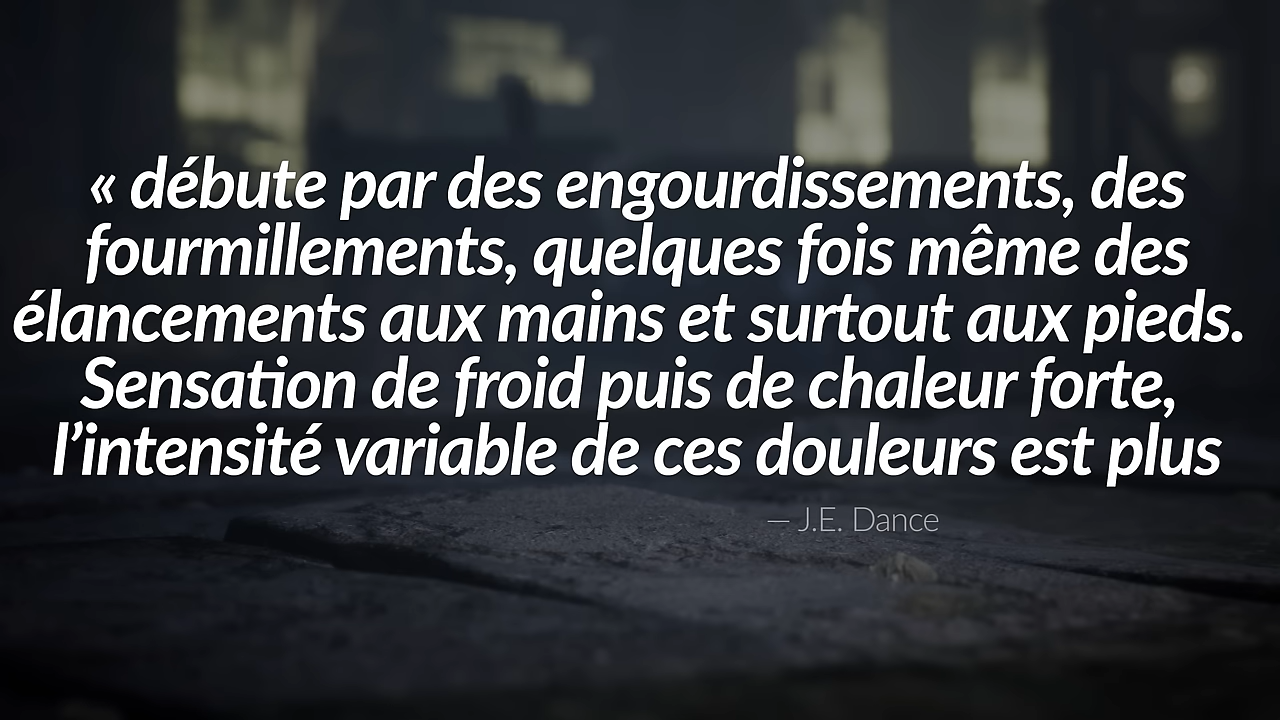 « débute par des engourdissements, des
fourmillements, quelques fois même des
élancements aux mains et surtout aux pieds.
Sensation de froid puis de chaleur forte,
l’intensité variable de ces douleurs est plus
— J.E. Dance